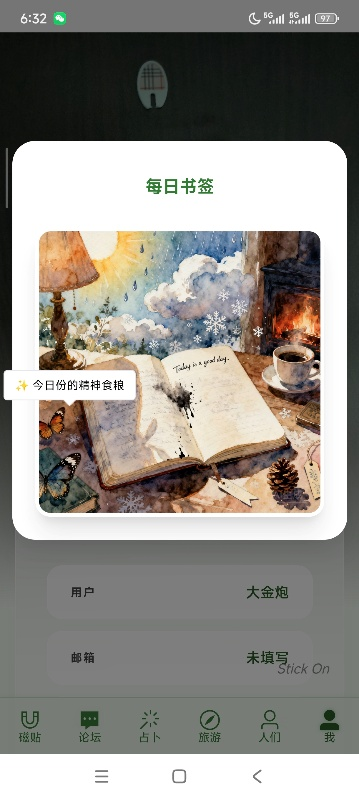 6:32
5G
5G
97
每日书签
Today is a good day.
✨ 今日份的精神食粮
用户
大金炮
邮箱
未填写
Stick On
磁贴
论坛
占卜
旅游
人们
我